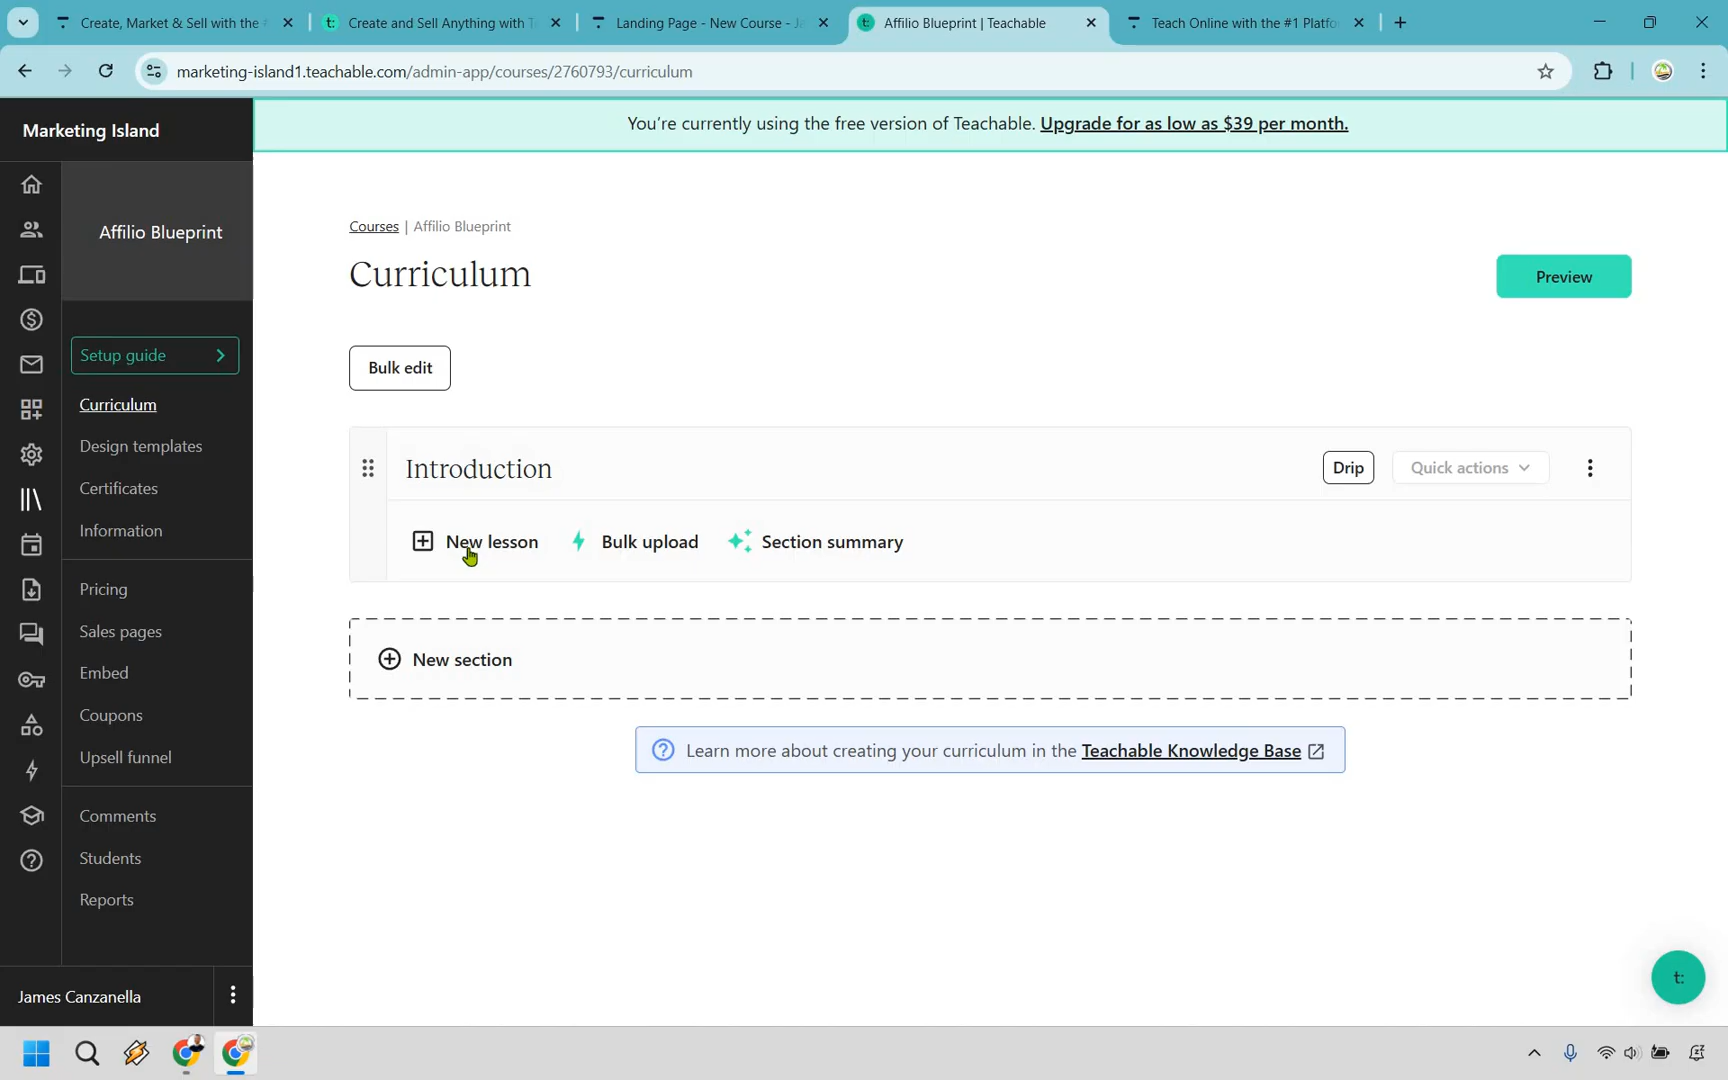 Create, Market & Sell with the
Create and Sell Anything with T
Landing Page - New Course - Ja
Affilio Blueprint | Teachable
Teach Online with the #1 Platfo
marketing-island1.teachable.com/admin-app/courses/2760793/curriculum
Marketing Island
You're currently using the free version of Teachable. Upgrade for as low as $39 per month.
Affilio Blueprint
Courses | Affilio Blueprint
Curriculum
Preview
Setup guide
Bulk edit
Curriculum
Design templates
Certificates
Information
Introduction
Drip
Quick actions
New lesson
Bulk upload
Section summary
Pricing
Sales pages
Embed
Coupons
Upsell funnel
New section
Learn more about creating your curriculum in the Teachable Knowledge Base
Comments
Students
Reports
James Canzanella
t: